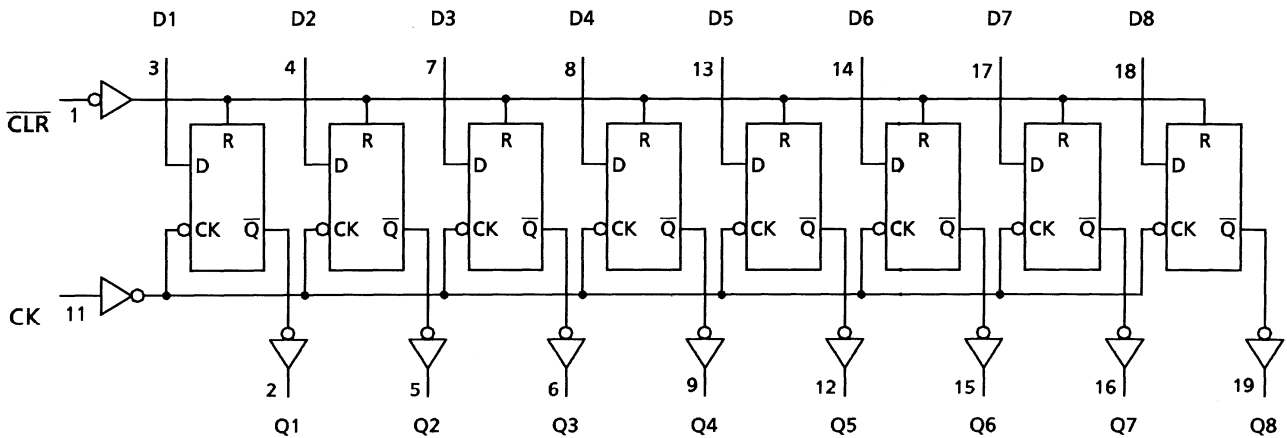 D1 D2 D3 D4 D5 D6 D7 D8
3 4 7 8 13 14 17 18
C̅L̅R̅ 1
R R R R R R R R
D D D D D D D D
CK Q̅ CK Q̅ CK Q̅ CK Q̅ CK Q̅ CK Q̅ CK Q̅ CK Q̅
CK 11
2 5 6 9 12 15 16 19
Q1 Q2 Q3 Q4 Q5 Q6 Q7 Q8